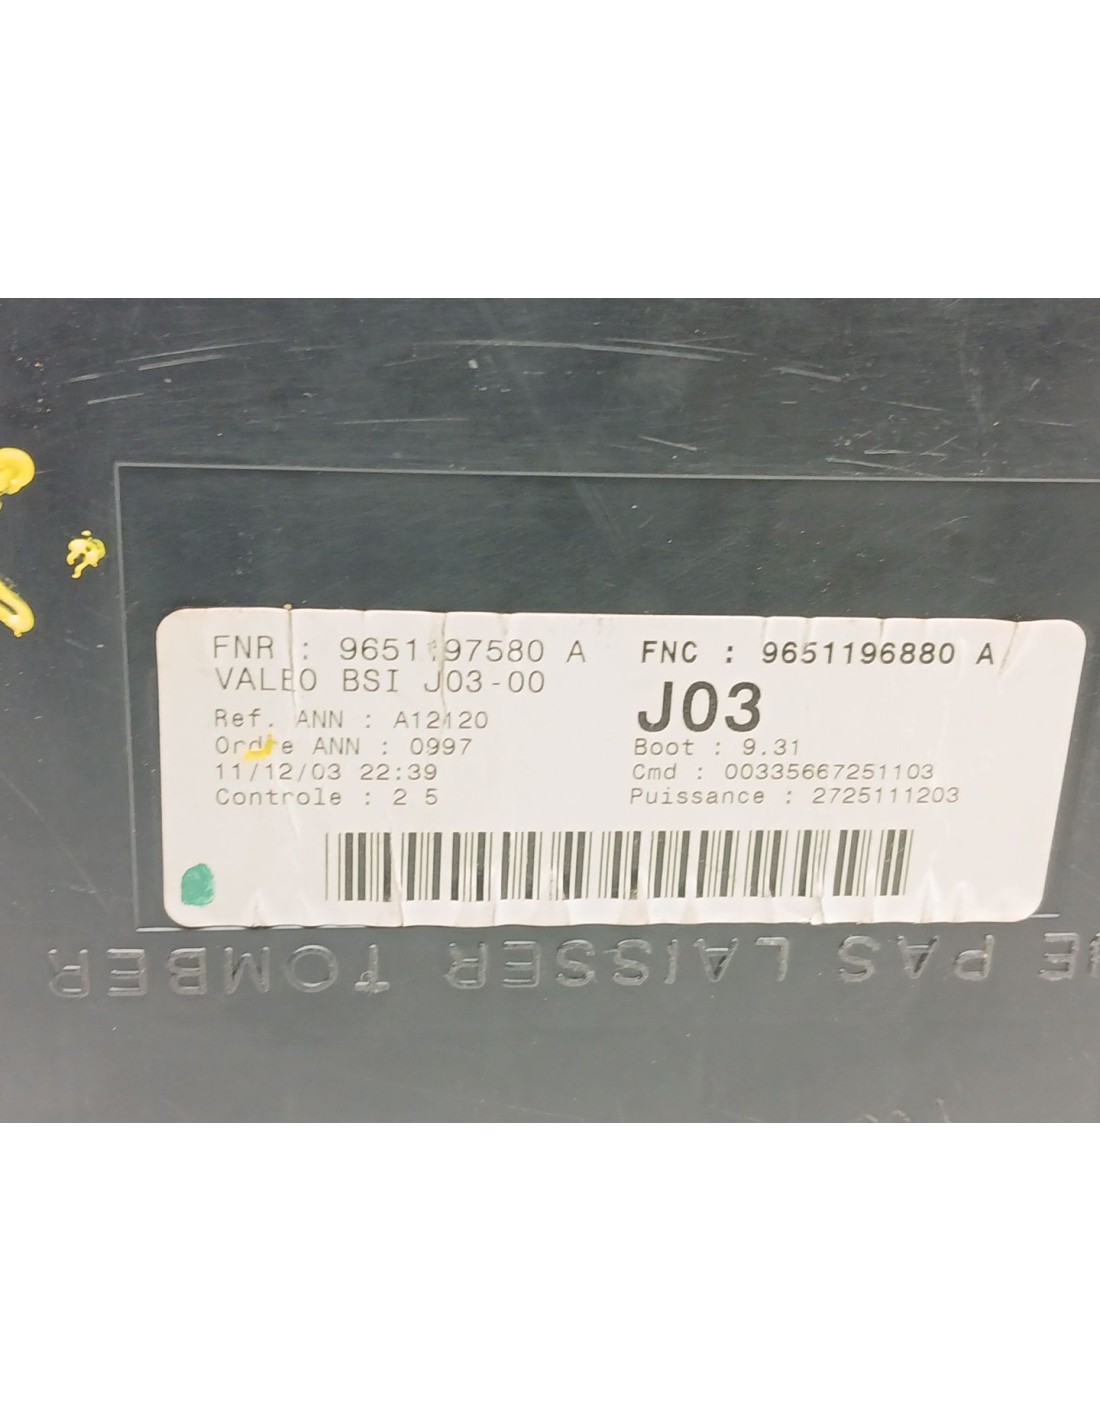 FNR : 9651197580 A FNC : 9651196880 A
VALEO BSI J03-00 J03
Ref. ANN : A12120
Ordre ANN : 0997 Boot : 9.31
11/12/03 22:39 Cmd : 00335667251103
Controle : 2 5 Puissance : 2725111203
NE PAS LAISSER TOMBER